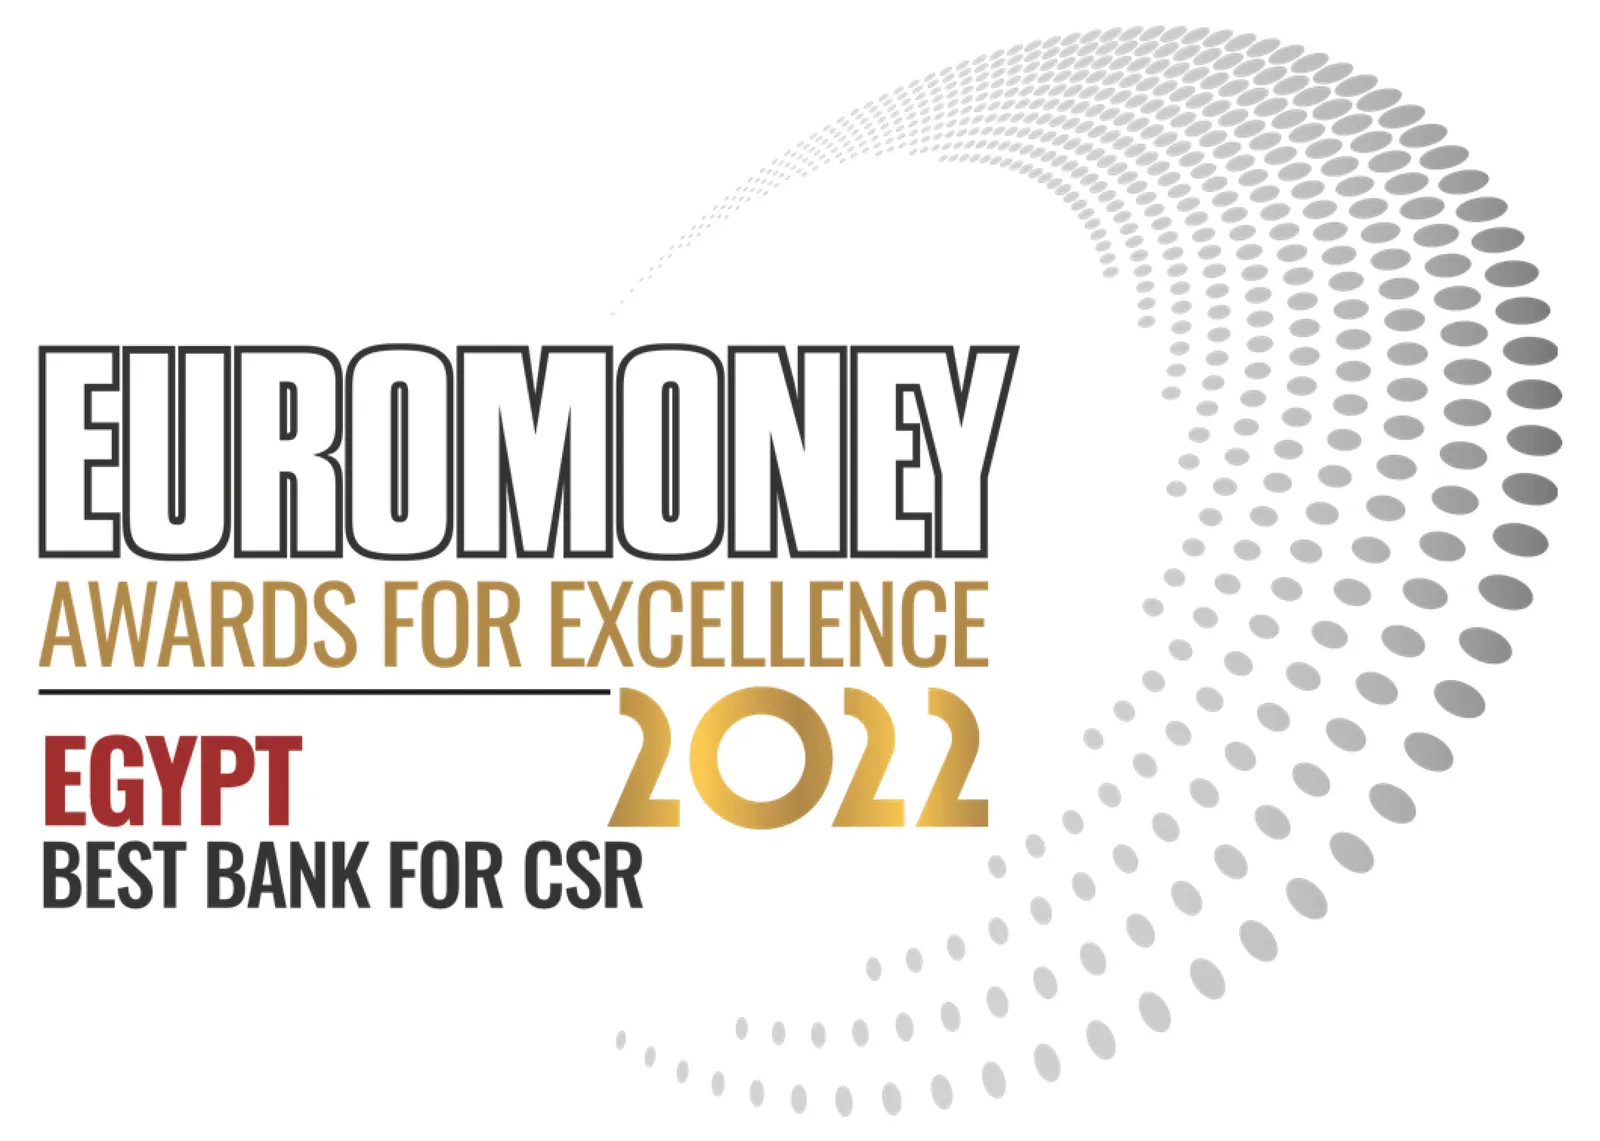 EUROMONEY
AWARDS FOR EXCELLENCE
2022
EGYPT
BEST BANK FOR CSR